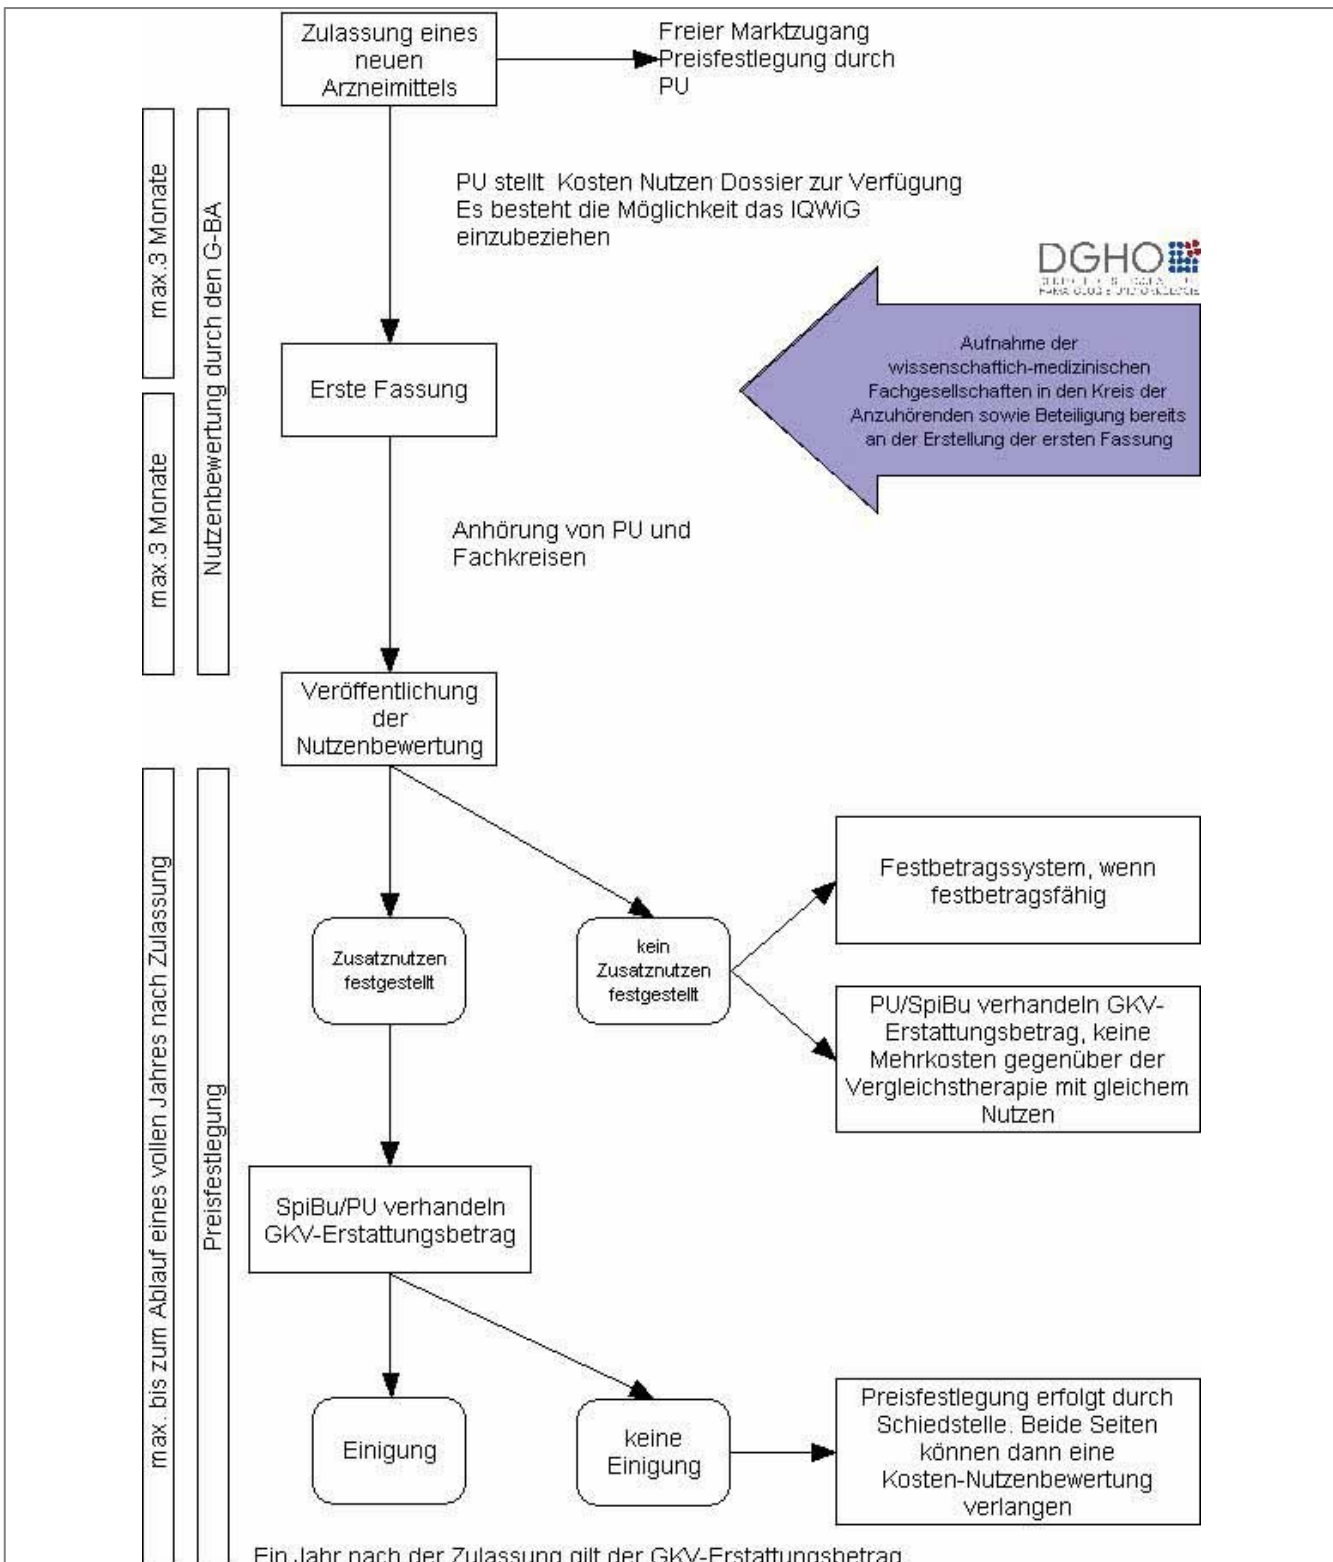 Zulassung eines
neuen
Arzneimittels
Freier Marktzugang
Preisfestlegung durch
PU
max.3 Monate
Nutzenbewertung durch den G-BA
PU stellt Kosten Nutzen Dossier zur Verfügung
Es besteht die Möglichkeit das IQWiG
einzubeziehen
DGHO
Aufnahme der
wissenschaftich-medizinischen
Fachgesellschaften in den Kreis der
Anzuhörenden sowie Beteiligung bereits
an der Erstellung der ersten Fassung
Erste Fassung
max.3 Monate
Anhörung von PU und
Fachkreisen
Veröffentlichung
der
Nutzenbewertung
max. bis zum Ablauf eines vollen Jahres nach Zulassung
Preisfestlegung
Zusatznutzen
festgestellt
kein
Zusatznutzen
festgestellt
Festbetragssystem, wenn
festbetragsfähig
PU/SpiBu verhandeln GKV-
Erstattungsbetrag, keine
Mehrkosten gegenüber der
Vergleichstherapie mit gleichem
Nutzen
SpiBu/PU verhandeln
GKV-Erstattungsbetrag
Einigung
keine
Einigung
Preisfestlegung erfolgt durch
Schiedstelle. Beide Seiten
können dann eine
Kosten-Nutzenbewertung
verlangen
Ein Jahr nach der Zulassung gilt der GKV-Erstattungsbetrag.